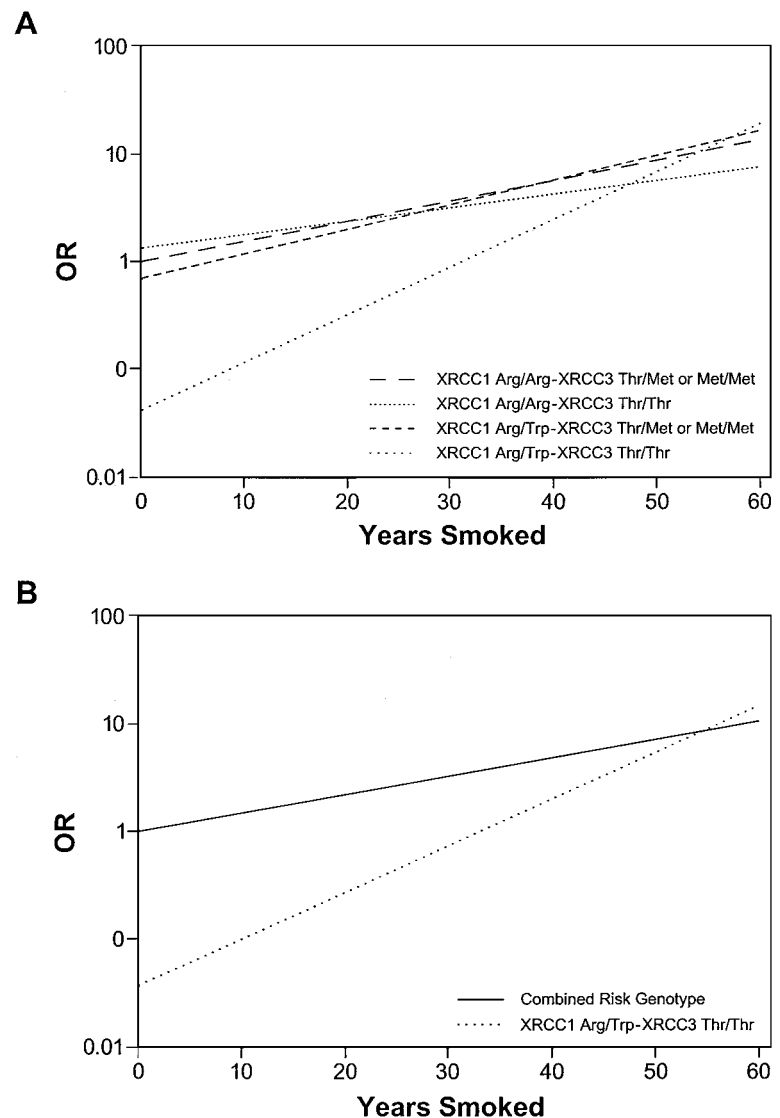 A
100
10
1
0
0.01
OR
XRCC1 Arg/Arg-XRCC3 Thr/Met or Met/Met
XRCC1 Arg/Arg-XRCC3 Thr/Thr
XRCC1 Arg/Trp-XRCC3 Thr/Met or Met/Met
XRCC1 Arg/Trp-XRCC3 Thr/Thr
0 10 20 30 40 50 60
Years Smoked
B
100
10
1
0
0.01
OR
Combined Risk Genotype
XRCC1 Arg/Trp-XRCC3 Thr/Thr
0 10 20 30 40 50 60
Years Smoked